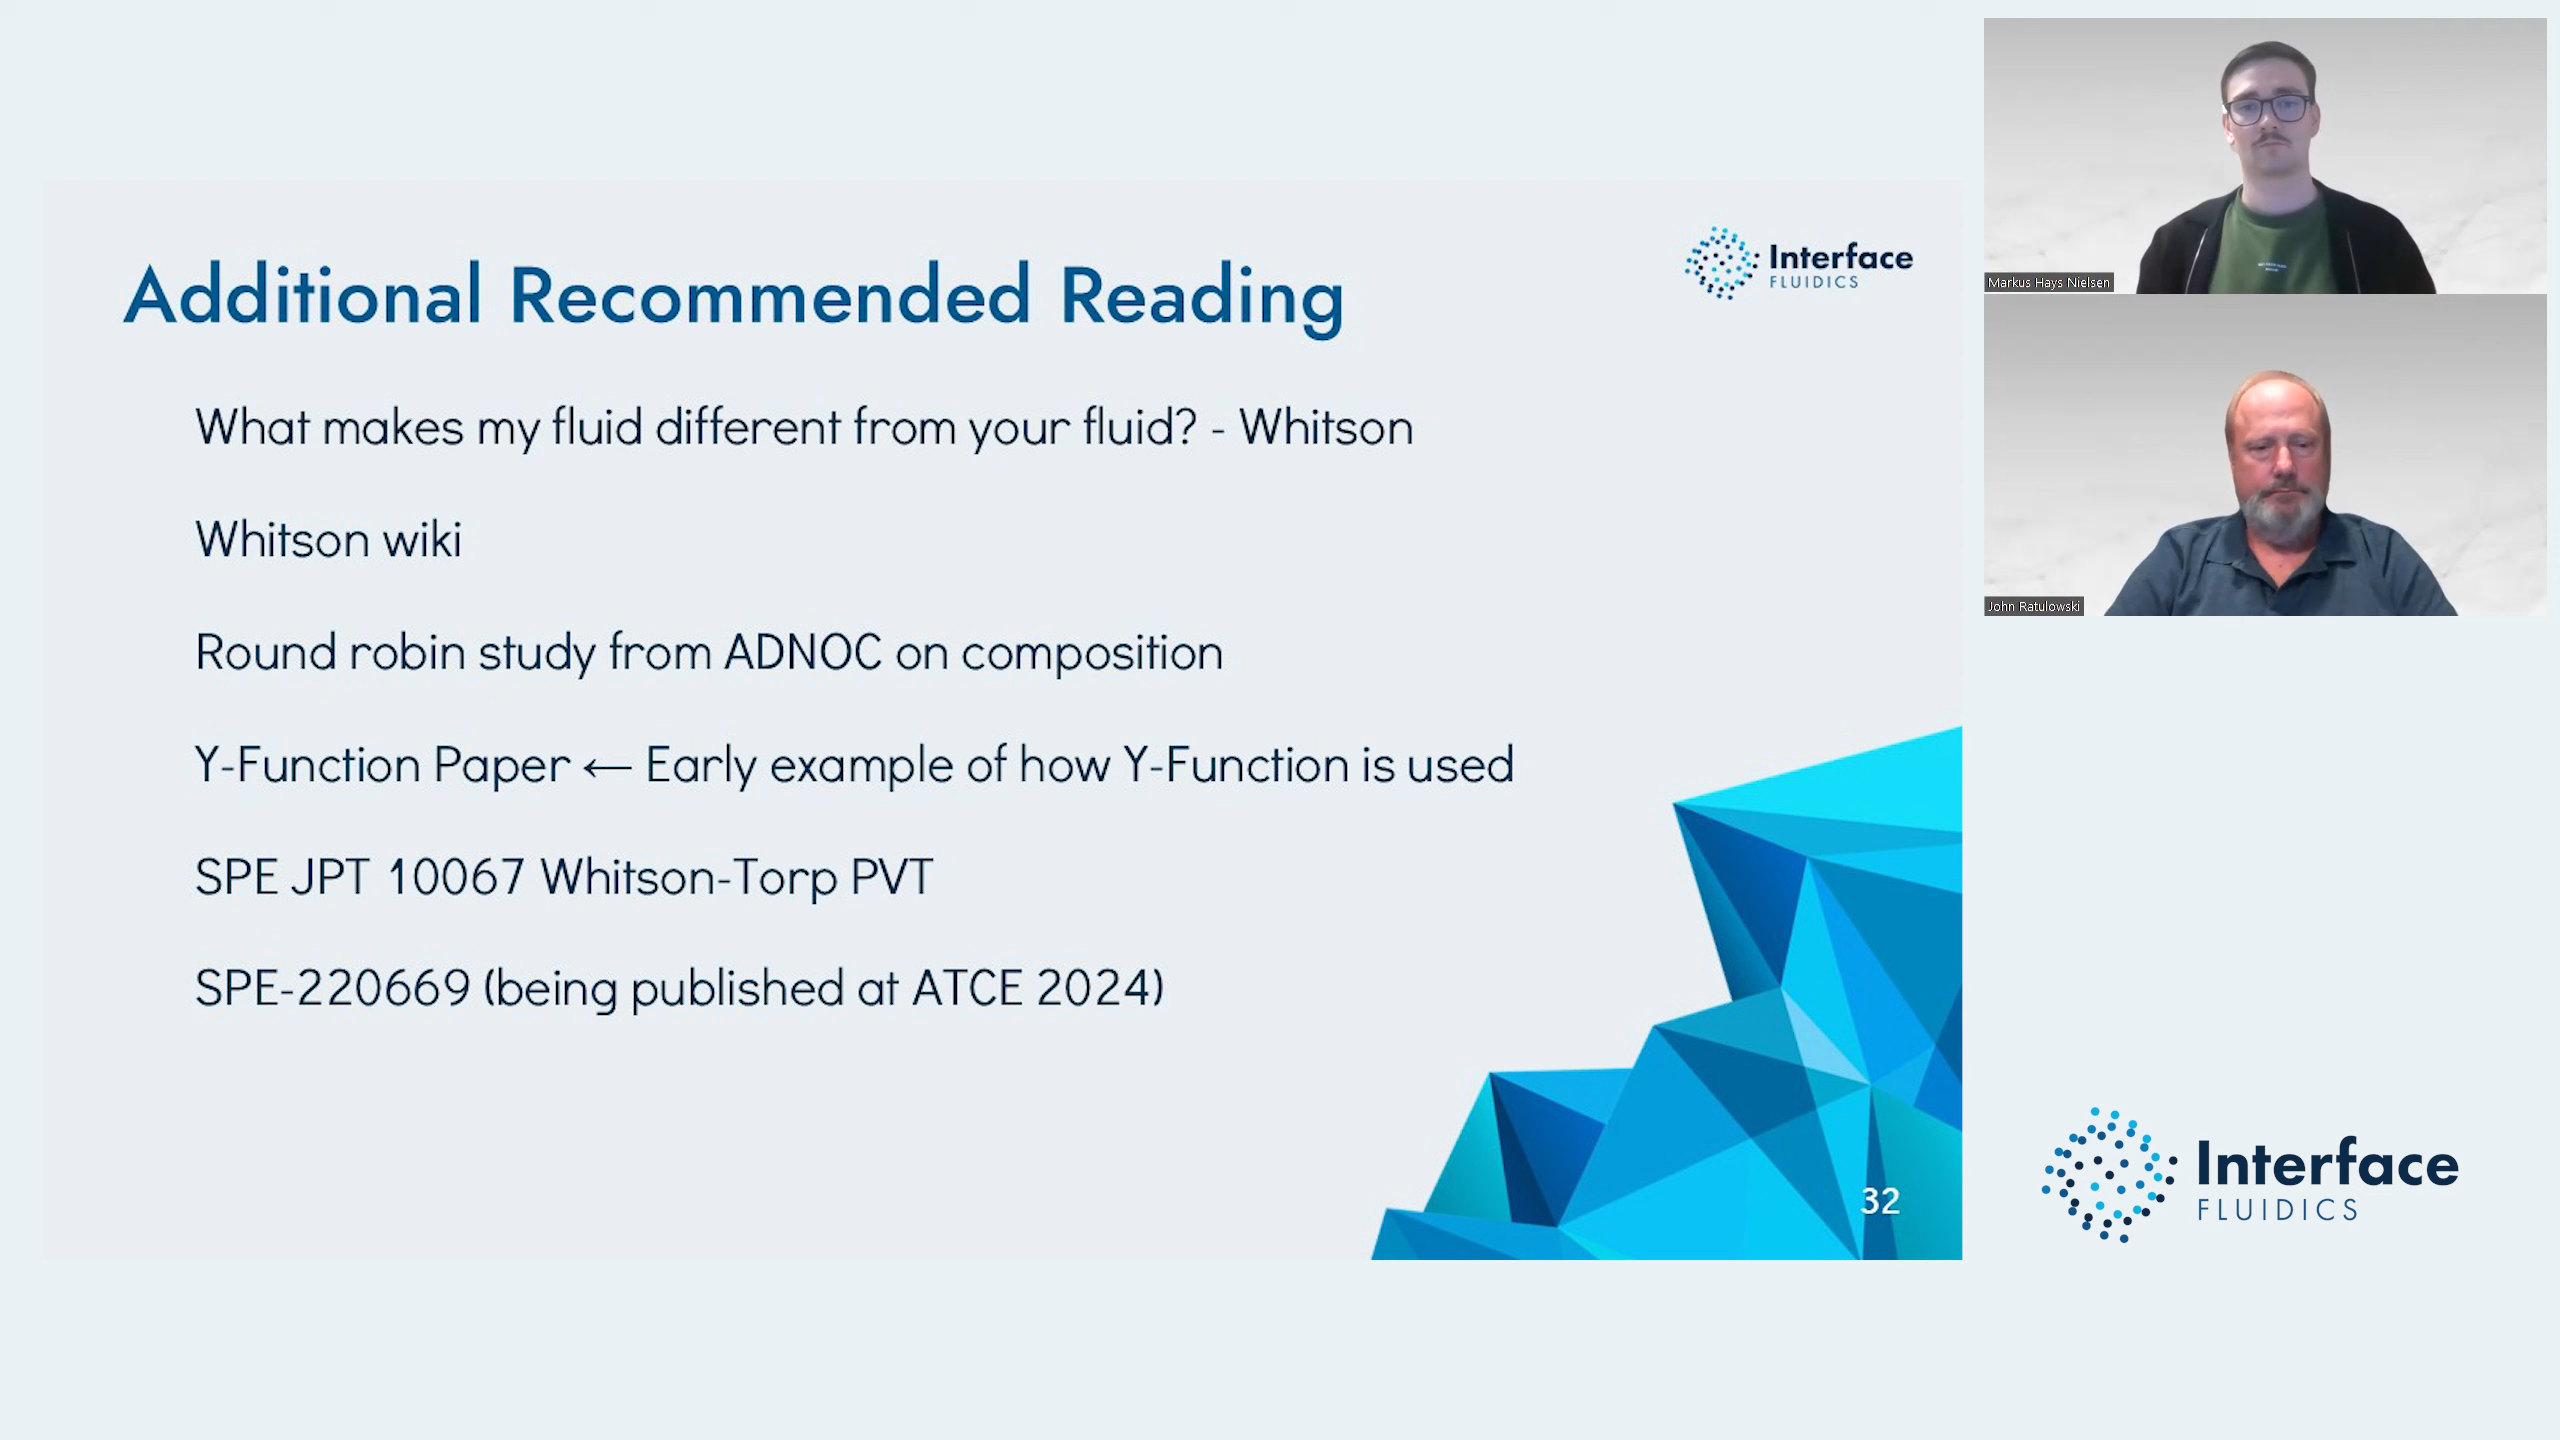 Additional Recommended Reading
Interface
FLUIDICS
What makes my fluid different from your fluid? - Whitson
Whitson wiki
Round robin study from ADNOC on composition
Y-Function Paper ← Early example of how Y-Function is used
SPE JPT 10067 Whitson-Torp PVT
SPE-220669 (being published at ATCE 2024)
32
Markus Hays Nielsen
John Ratulowski
Interface
FLUIDICS